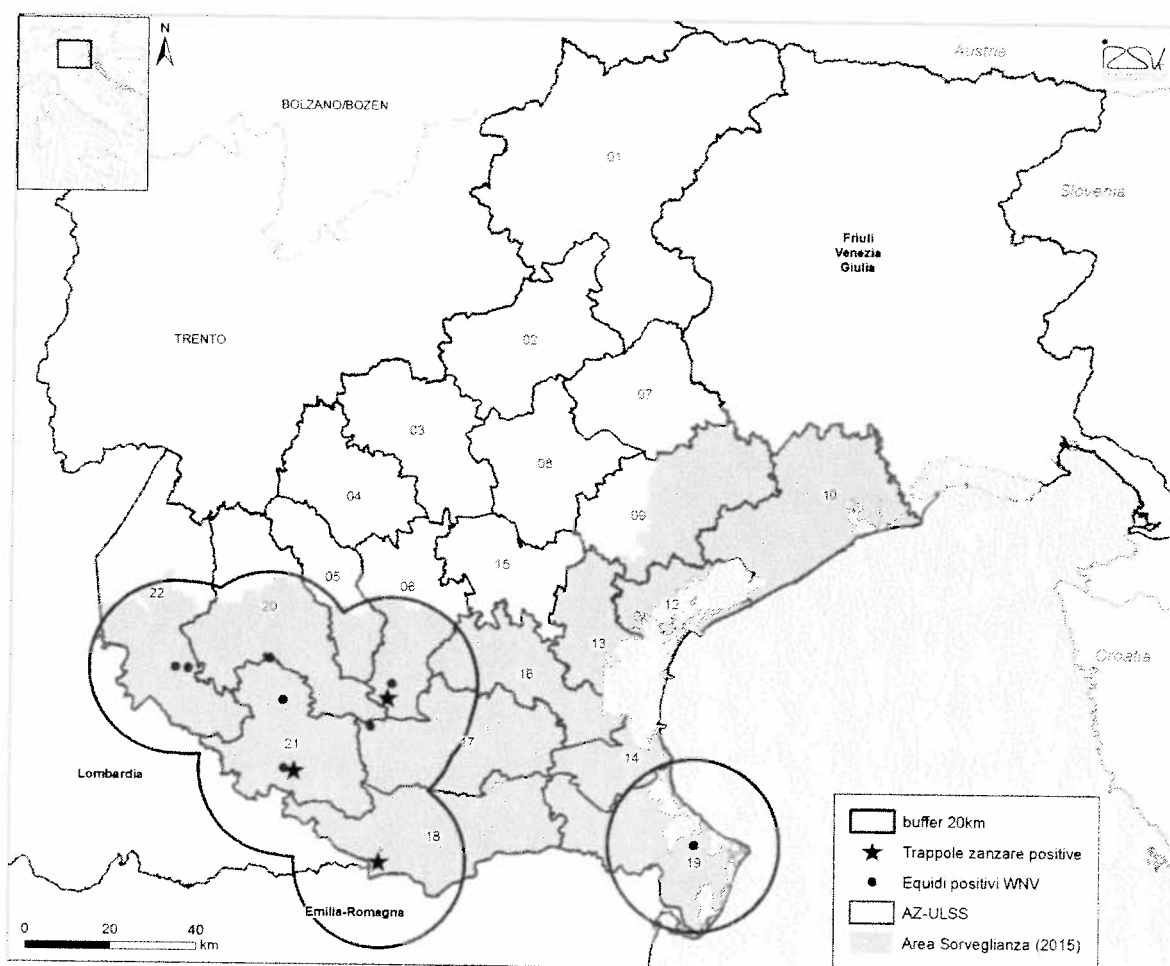 N
Austria
BOLZANO/BOZEN
01
Slovenia
Friuli
Venezia
Giulia
TRENTO
02
07
03
08
04
10
09
05
06
15
22
20
12
13
16
Croatia
17
21
14
Lombardia
18
19
Emilia-Romagna
0 20 40
km
buffer 20km
Trappole zanzare positive
Equidi positivi WNV
AZ-ULSS
Area Sorveglianza (2015)